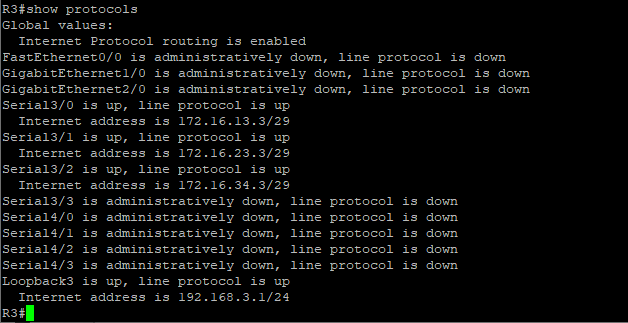 R3#show protocols
Global values:
  Internet Protocol routing is enabled
FastEthernet0/0 is administratively down, line protocol is down
GigabitEthernet1/0 is administratively down, line protocol is down
GigabitEthernet2/0 is administratively down, line protocol is down
Serial3/0 is up, line protocol is up
  Internet address is 172.16.13.3/29
Serial3/1 is up, line protocol is up
  Internet address is 172.16.23.3/29
Serial3/2 is up, line protocol is up
  Internet address is 172.16.34.3/29
Serial3/3 is administratively down, line protocol is down
Serial4/0 is administratively down, line protocol is down
Serial4/1 is administratively down, line protocol is down
Serial4/2 is administratively down, line protocol is down
Serial4/3 is administratively down, line protocol is down
Loopback3 is up, line protocol is up
  Internet address is 192.168.3.1/24
R3#